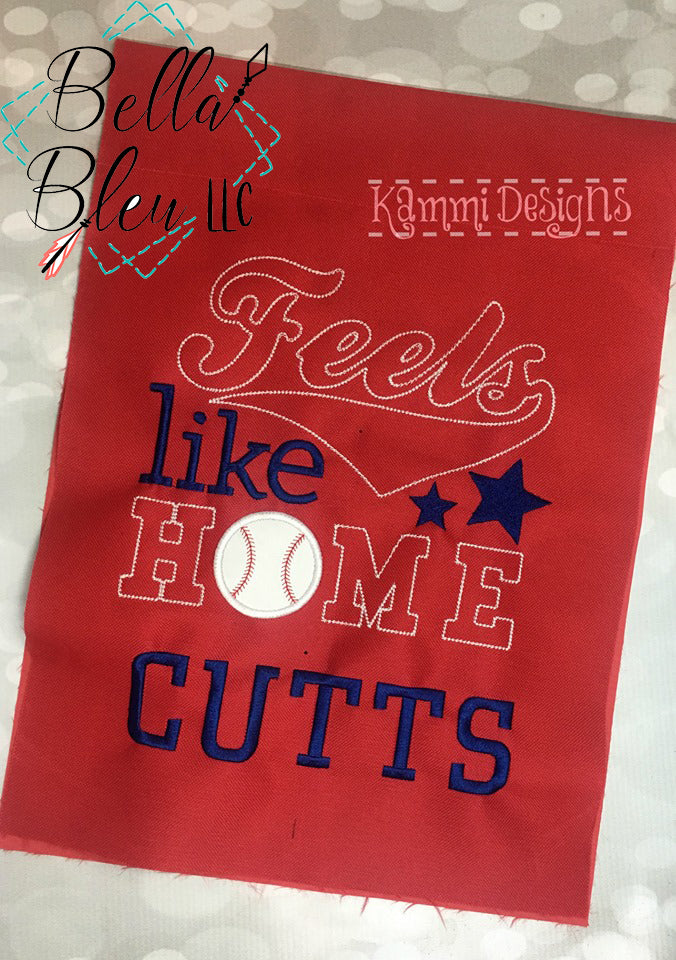 Bella
Bleu LLC
Kammi Designs
Feels
like
HOME
CUTTS